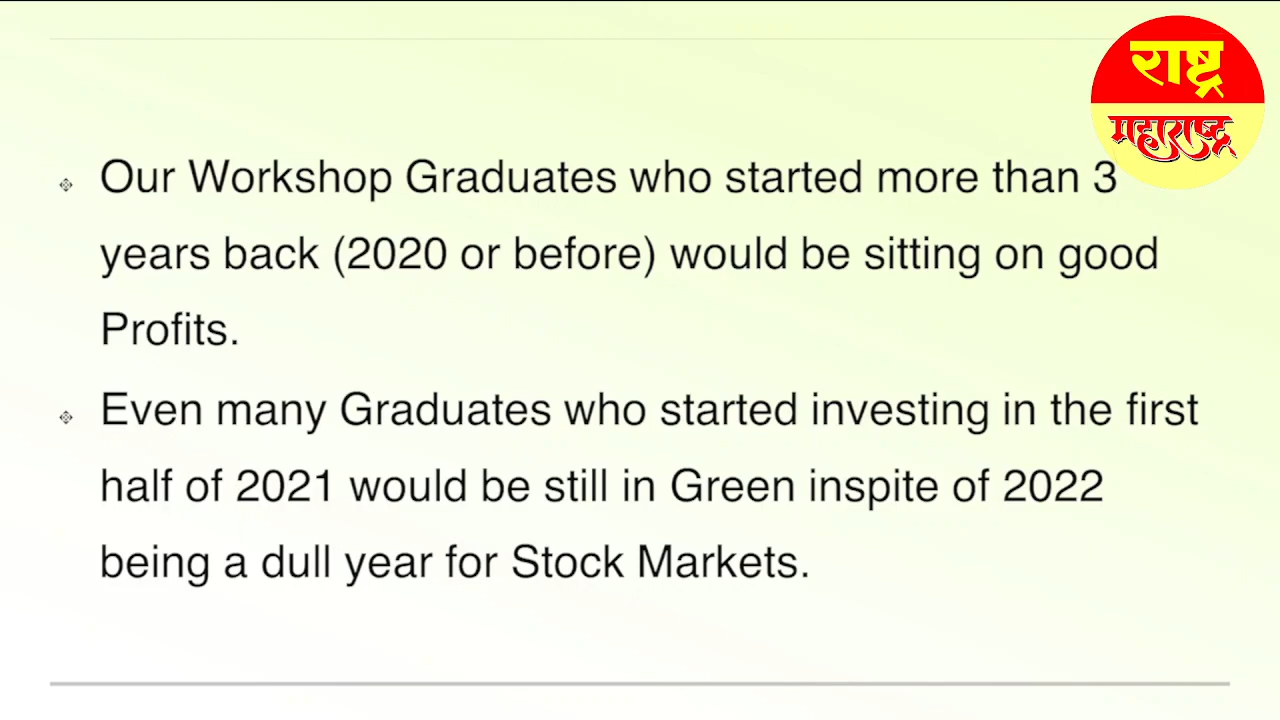 राष्ट्र
महाराष्ट्र
Our Workshop Graduates who started more than 3
years back (2020 or before) would be sitting on good
Profits.
Even many Graduates who started investing in the first
half of 2021 would be still in Green inspite of 2022
being a dull year for Stock Markets.